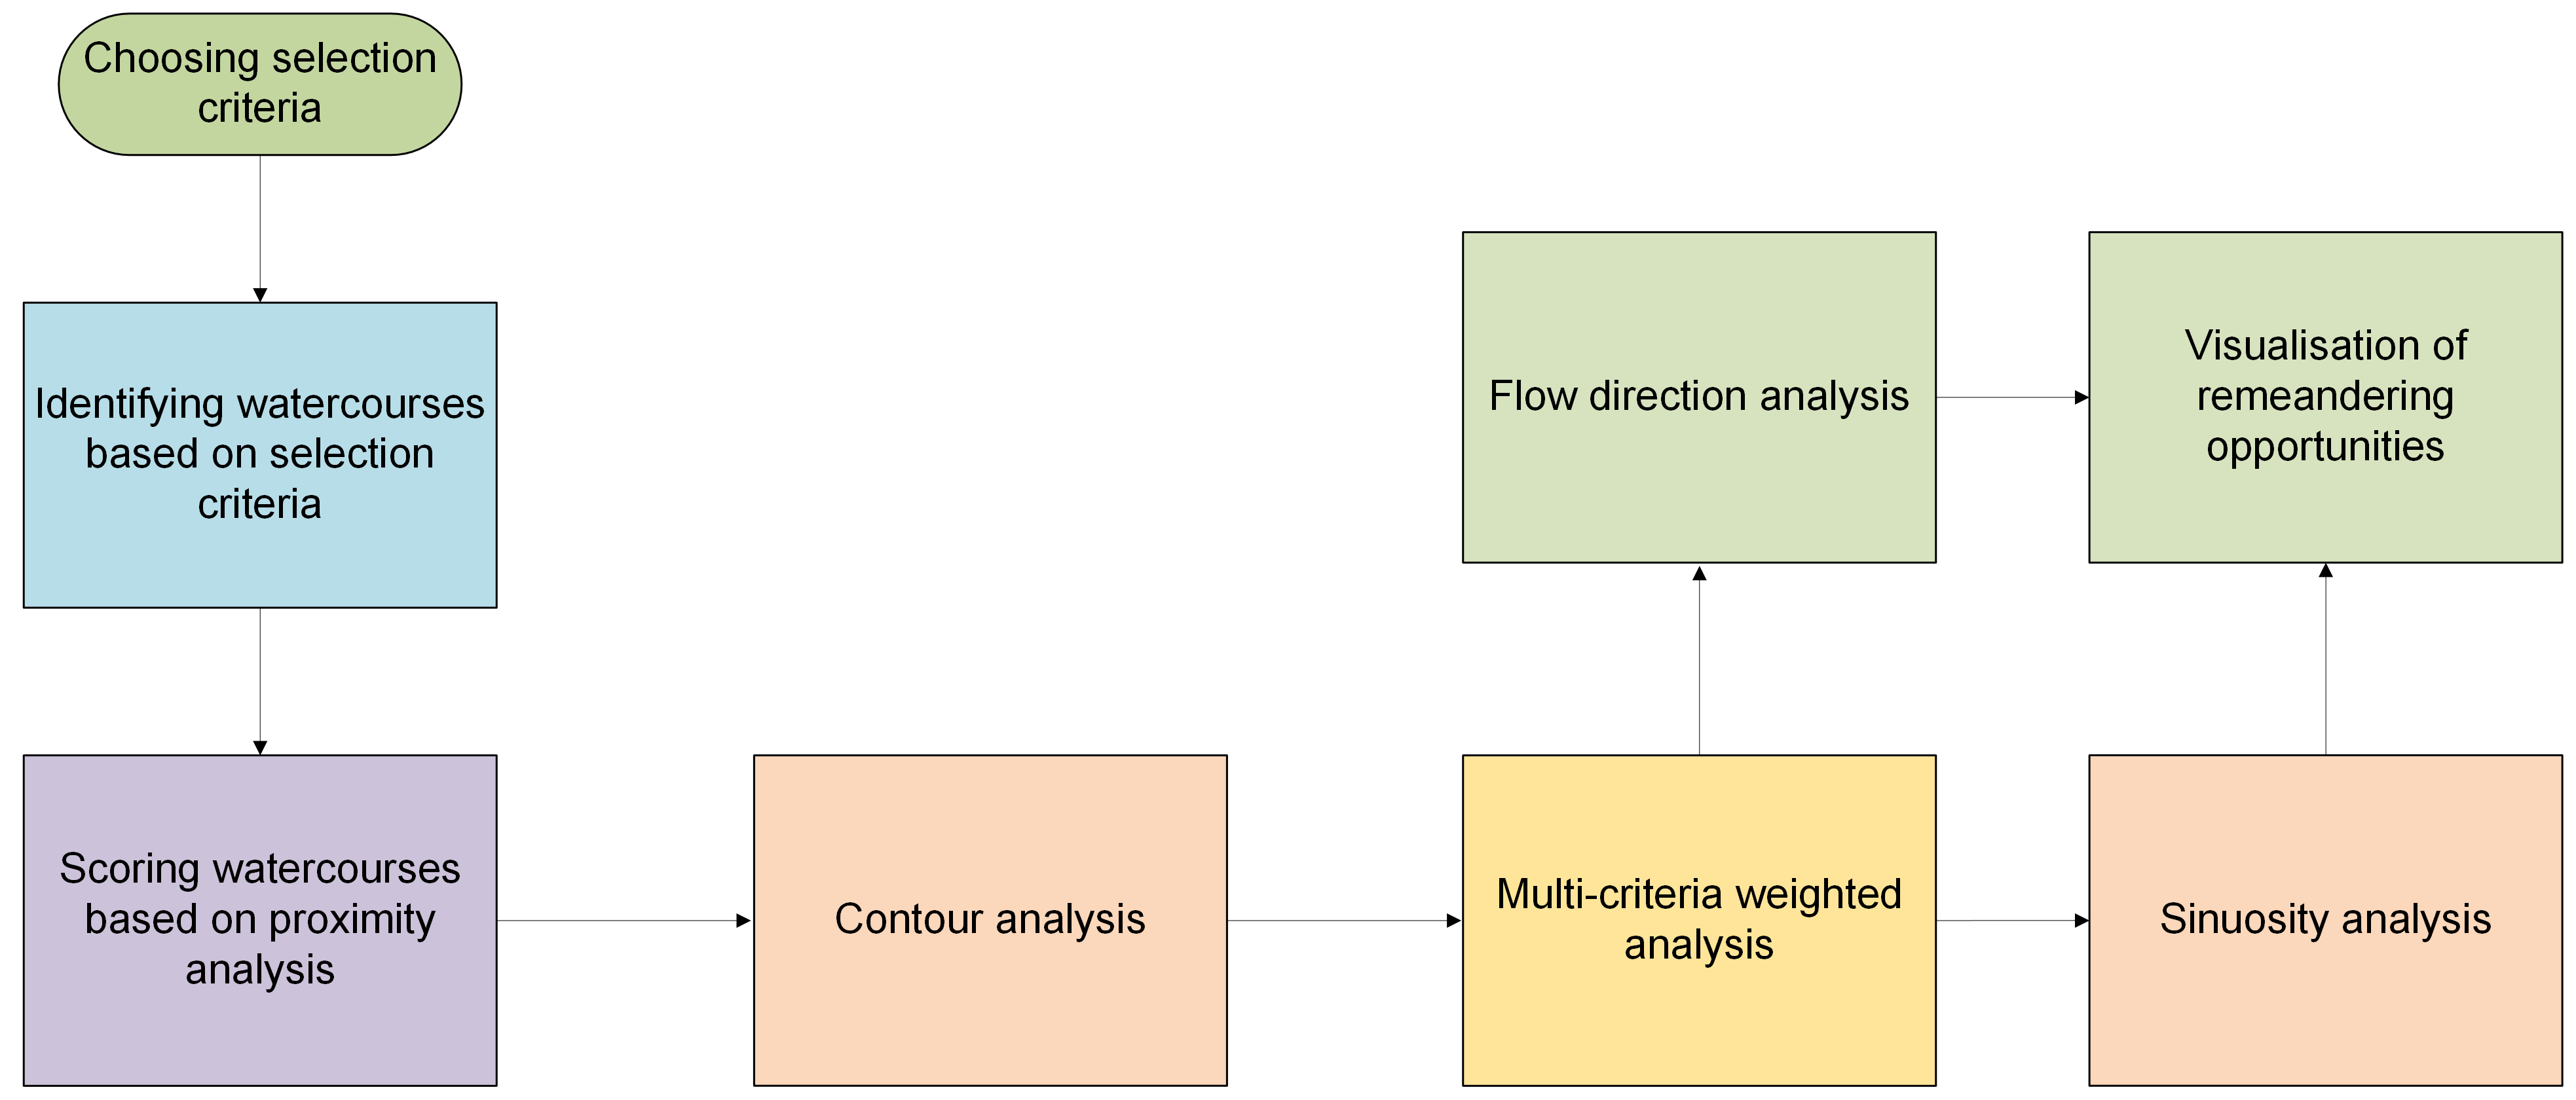 Choosing selection
criteria
Identifying watercourses
based on selection
criteria
Scoring watercourses
based on proximity
analysis
Contour analysis
Multi-criteria weighted
analysis
Flow direction analysis
Sinuosity analysis
Visualisation of
remeandering
opportunities